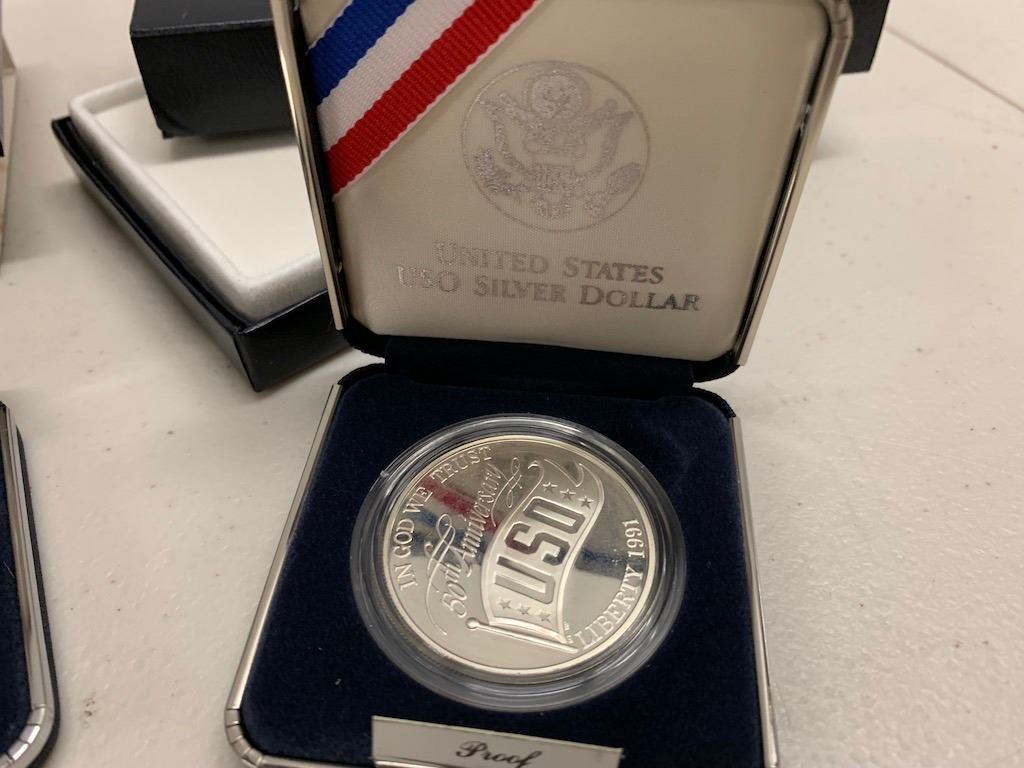 UNITED STATES
USO SILVER DOLLAR
IN GOD WE TRUST
50th Anniversary
USO
LIBERTY 1991
Proof